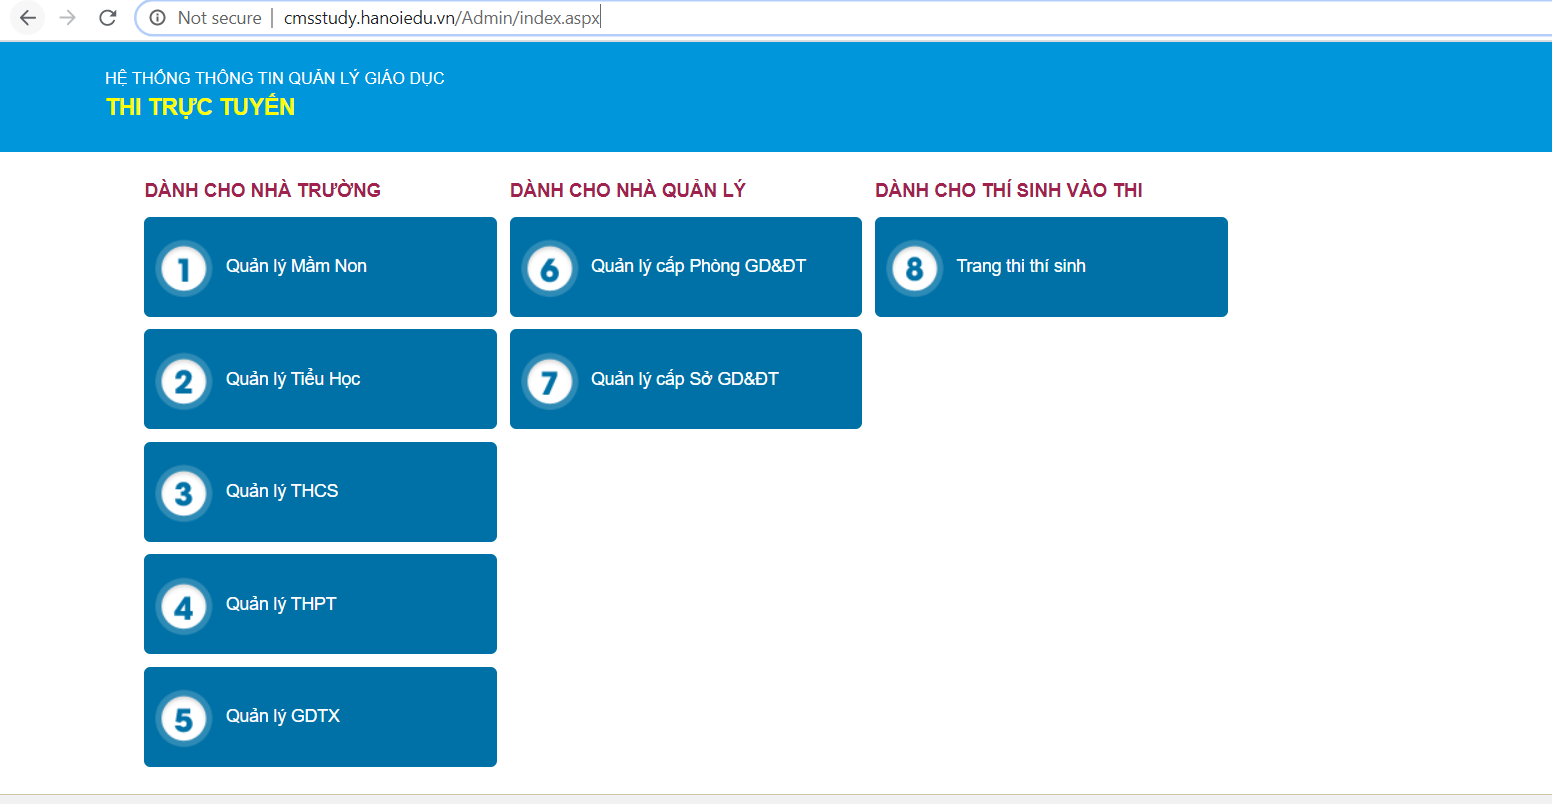 Not secure | cmsstudy.hanoiedu.vn/Admin/index.aspx
HỆ THỐNG THÔNG TIN QUẢN LÝ GIÁO DỤC
THI TRỰC TUYẾN
DÀNH CHO NHÀ TRƯỜNG
1 Quản lý Mầm Non
2 Quản lý Tiểu Học
3 Quản lý THCS
4 Quản lý THPT
5 Quản lý GDTX
DÀNH CHO NHÀ QUẢN LÝ
6 Quản lý cấp Phòng GD&ĐT
7 Quản lý cấp Sở GD&ĐT
DÀNH CHO THÍ SINH VÀO THI
8 Trang thi thí sinh